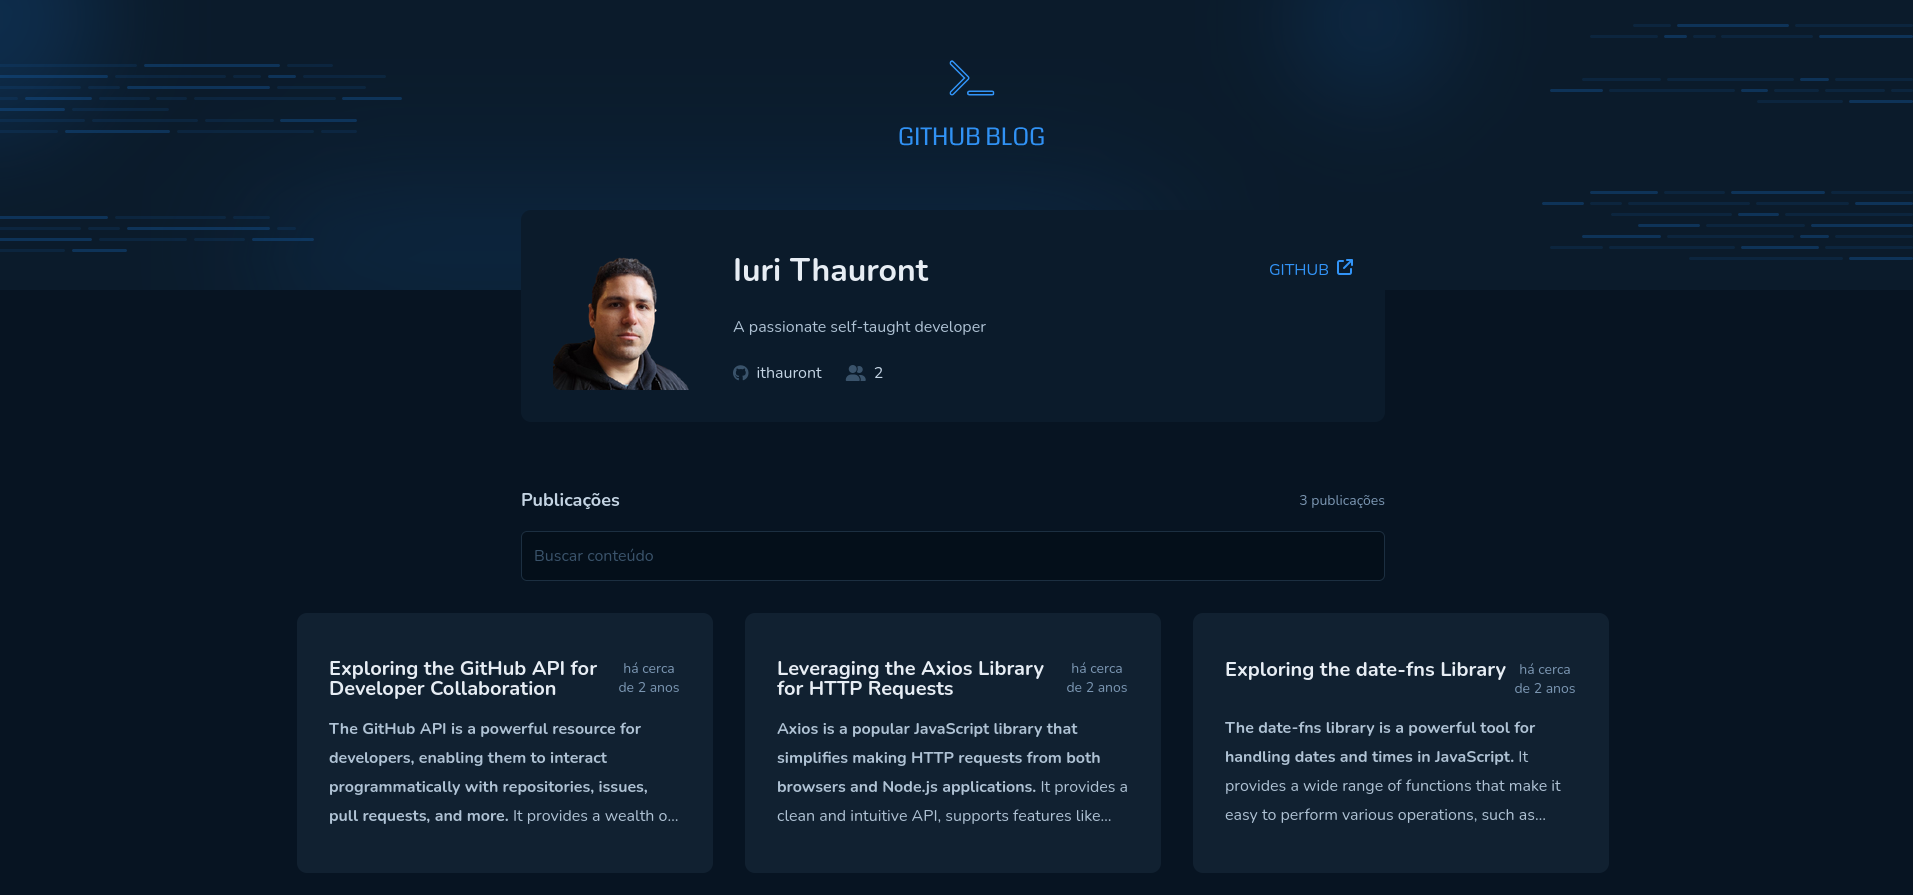 GITHUB BLOG
Iuri Thauront
GITHUB
A passionate self-taught developer
ithauront 2
Publicações
3 publicações
Buscar conteúdo
Exploring the GitHub API for
Developer Collaboration
há cerca
de 2 anos
The GitHub API is a powerful resource for
developers, enabling them to interact
programmatically with repositories, issues,
pull requests, and more. It provides a wealth o...
Leveraging the Axios Library
for HTTP Requests
há cerca
de 2 anos
Axios is a popular JavaScript library that
simplifies making HTTP requests from both
browsers and Node.js applications. It provides a
clean and intuitive API, supports features like...
Exploring the date-fns Library
há cerca
de 2 anos
The date-fns library is a powerful tool for
handling dates and times in JavaScript. It
provides a wide range of functions that make it
easy to perform various operations, such as...